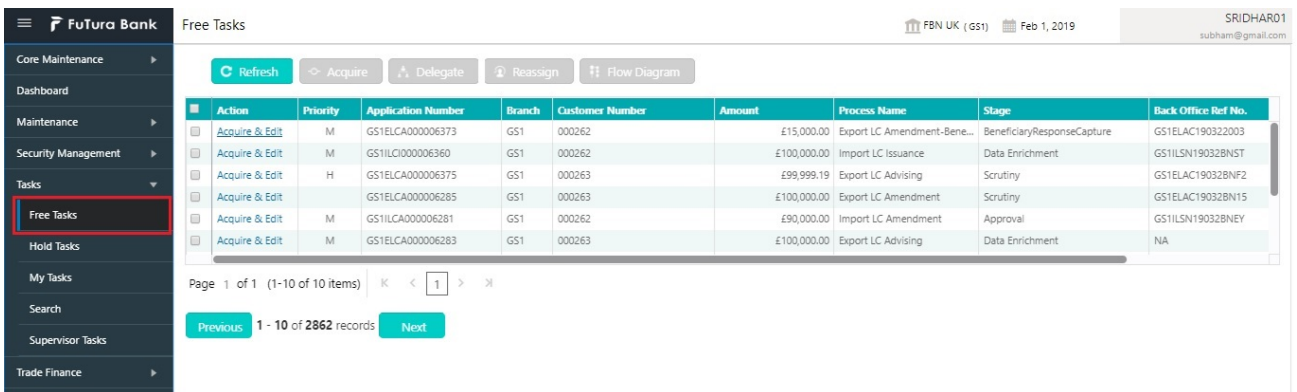 FuTura Bank
Free Tasks
FBN UK (GS1)
Feb 1, 2019
SRIDHAR01
subham@gmail.com
Core Maintenance
Dashboard
Maintenance
Security Management
Tasks
Free Tasks
Hold Tasks
My Tasks
Search
Supervisor Tasks
Trade Finance
Refresh Acquire Delegate Reassign Flow Diagram
Action Priority Application Number Branch Customer Number Amount Process Name Stage Back Office Ref No.
Acquire & Edit M GS1ELCA000006373 GS1 000262 £15,000.00 Export LC Amendment-Bene... BeneficiaryResponseCapture GS1ELAC190322003
Acquire & Edit M GS1ILCI000006360 GS1 000262 £100,000.00 Import LC Issuance Data Enrichment GS1ILSN19032BNST
Acquire & Edit H GS1ELCA000006375 GS1 000263 £99,999.19 Export LC Advising Scrutiny GS1ELAC19032BNF2
Acquire & Edit GS1ELCA000006285 GS1 000263 £100,000.00 Export LC Amendment Scrutiny GS1ELAC19032BN15
Acquire & Edit M GS1ILCA000006281 GS1 000262 £90,000.00 Import LC Amendment Approval GS1ILSN19032BNEY
Acquire & Edit M GS1ELCA000006283 GS1 000263 £100,000.00 Export LC Advising Data Enrichment NA
Page 1 of 1 (1-10 of 10 items) K < 1 > >|
Previous 1 - 10 of 2862 records Next